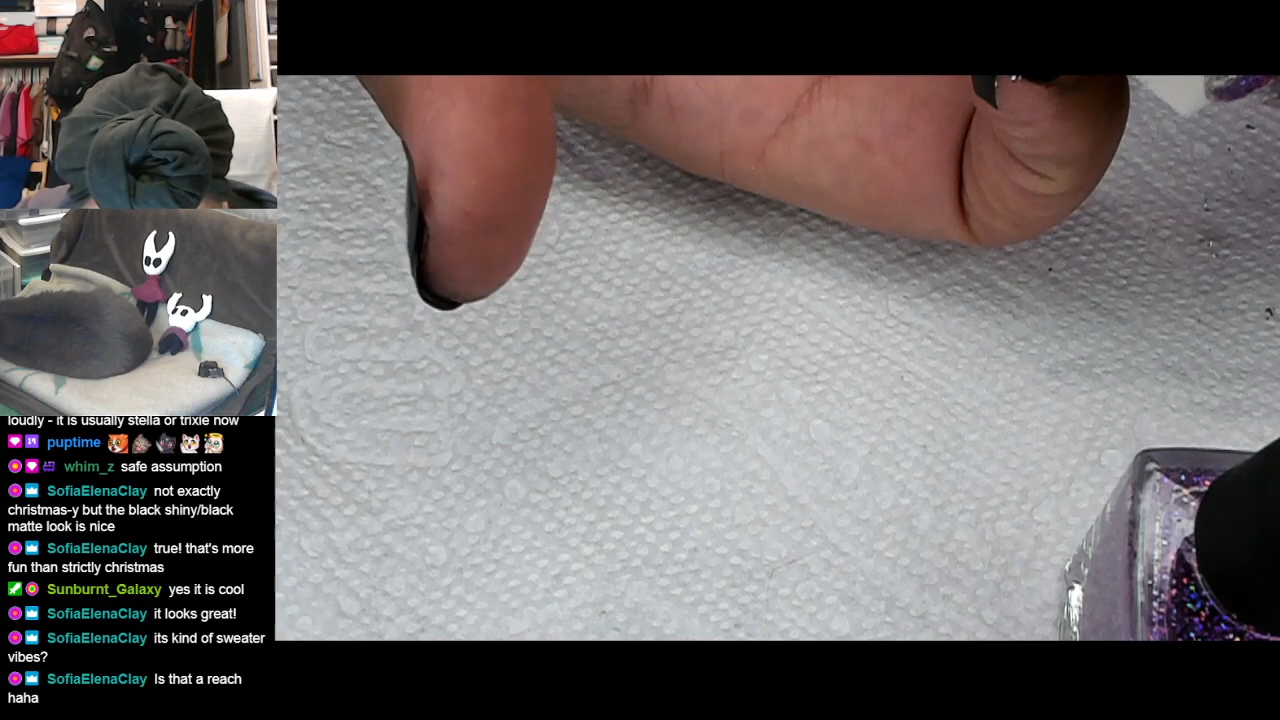 loudly - it is usually stella or trixie now
puptime
whim_z safe assumption
SofiaElenaClay not exactly
christmas-y but the black shiny/black
matte look is nice
SofiaElenaClay true! that's more
fun than strictly christmas
Sunburnt_Galaxy yes it is cool
SofiaElenaClay it looks great!
SofiaElenaClay its kind of sweater
vibes?
SofiaElenaClay Is that a reach
haha